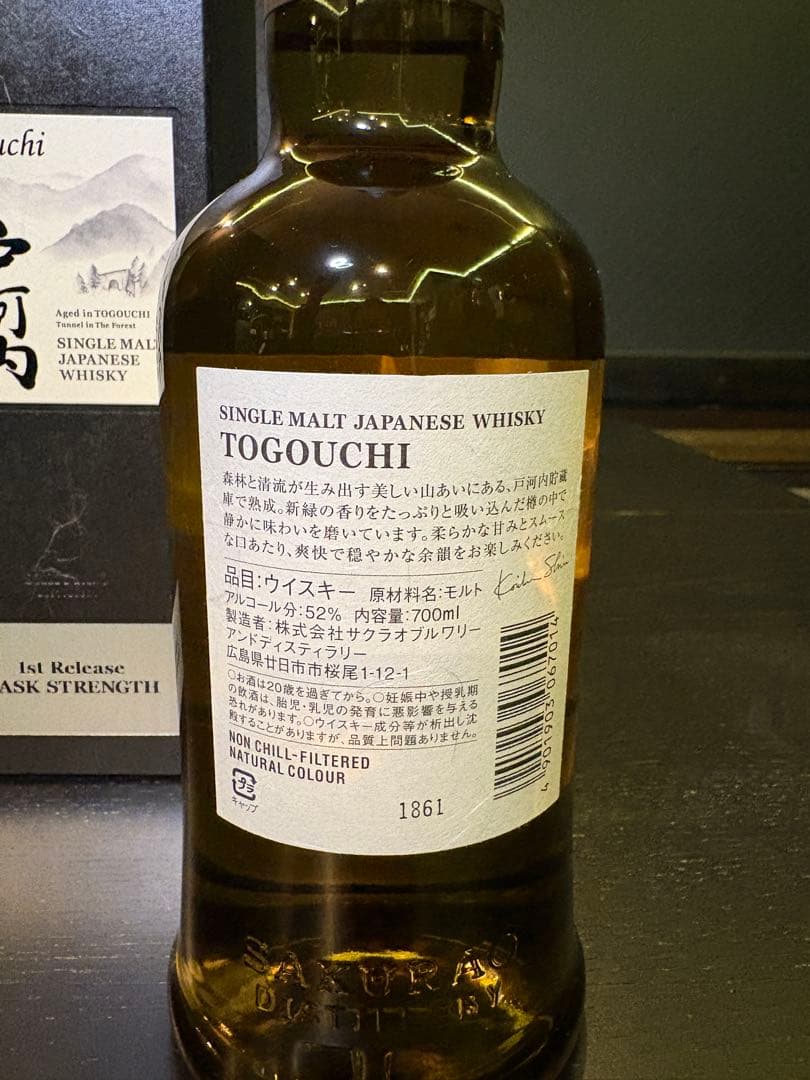 uchi
戸河内
Aged in TOGOUCHI
Tunnel in The Forest
SINGLE MAL
JAPANESE
WHISKY
1st Release
CASK STRENGTH
SINGLE MALT JAPANESE WHISKY
TOGOUCHI
森林と清流が生み出す美しい山あいにある、戸河内貯蔵
庫で熟成。新緑の香りをたっぷりと吸い込んだ樽の中で
静かに味わいを磨いています。柔らかな甘みとスムース
な口あたり、爽快で穏やかな余韻をお楽しみください。
品目:ウイスキー 原材料名:モルト
アルコール分:52% 内容量:700ml
製造者:株式会社サクラオブルワリー
アンドディスティラリー
広島県廿日市市桜尾1-12-1
○お酒は20歳を過ぎてから。○妊娠中や授乳期
の飲酒は、胎児・乳児の発育に悪影響を与える
恐れがあります。○ウイスキー成分等が析出し沈
殿することがありますが、品質上問題ありません。
NON CHILL-FILTERED
NATURAL COLOUR
プラ
キャップ
1861
4901903067014
SAKURAO
DISTILLERY